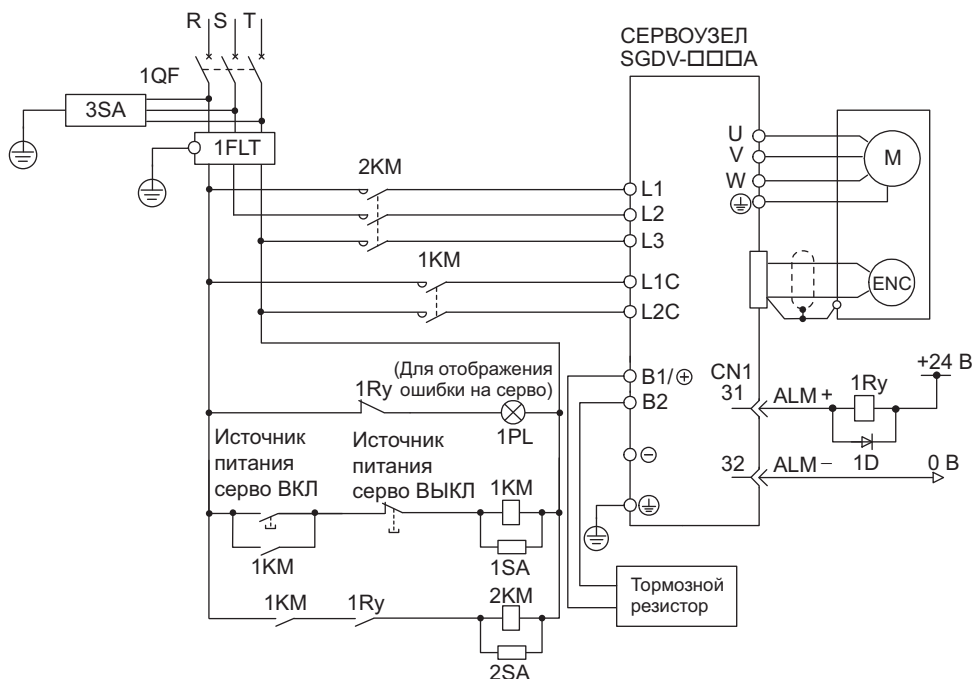 R S T
СЕРВОУЗЕЛ
SGDV-□□□A
1QF
3SA
1FLT
U
V
W
M
2KM
L1
L2
L3
1KM
L1C
L2C
ENC
(Для отображения
ошибки на серво)
1Ry
1PL
B1/⊕
B2
CN1
31
ALM +
1Ry
+24 В
1D
⊖
32
ALM −
0 В
Источник
питания
серво ВКЛ
Источник
питания
серво ВЫКЛ
1KM
1KM
1SA
1KM
1Ry
2KM
2SA
Тормозной
резистор